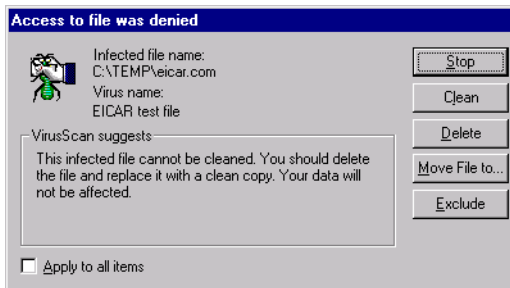 Access to file was denied
Infected file name:
C:\TEMP\eicar.com
Virus name:
EICAR test file
VirusScan suggests
This infected file cannot be cleaned. You should delete
the file and replace it with a clean copy. Your data will
not be affected.
Apply to all items
Stop
Clean
Delete
Move File to...
Exclude